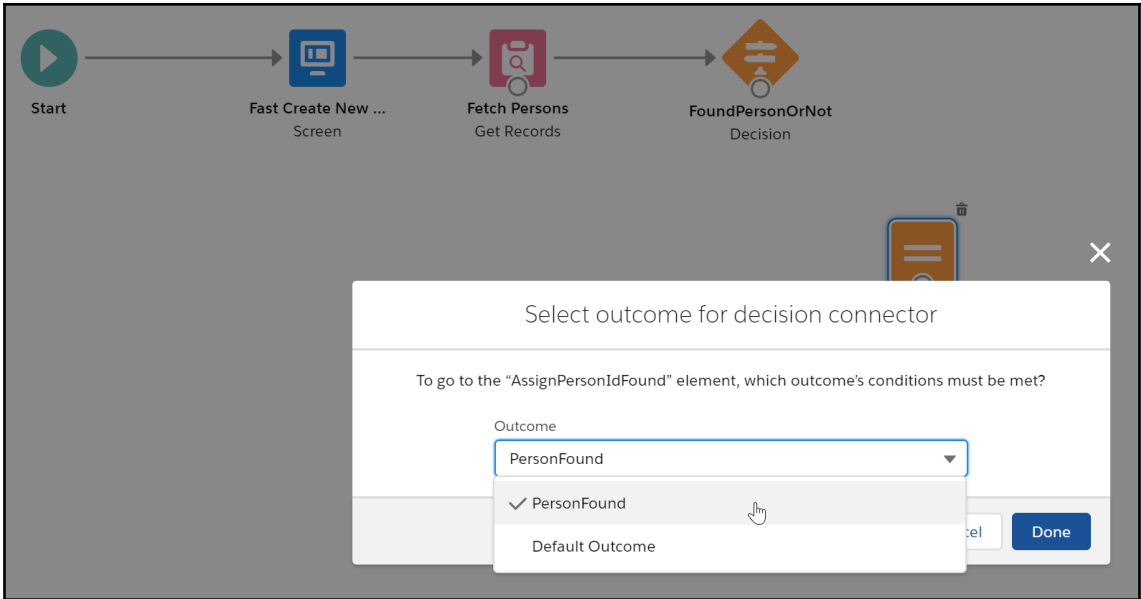 Start
Fast Create New ...
Screen
Fetch Persons
Get Records
FoundPersonOrNot
Decision
Select outcome for decision connector
To go to the “AssignPersonIdFound” element, which outcome’s conditions must be met?
Outcome
PersonFound
PersonFound
Default Outcome
cel
Done